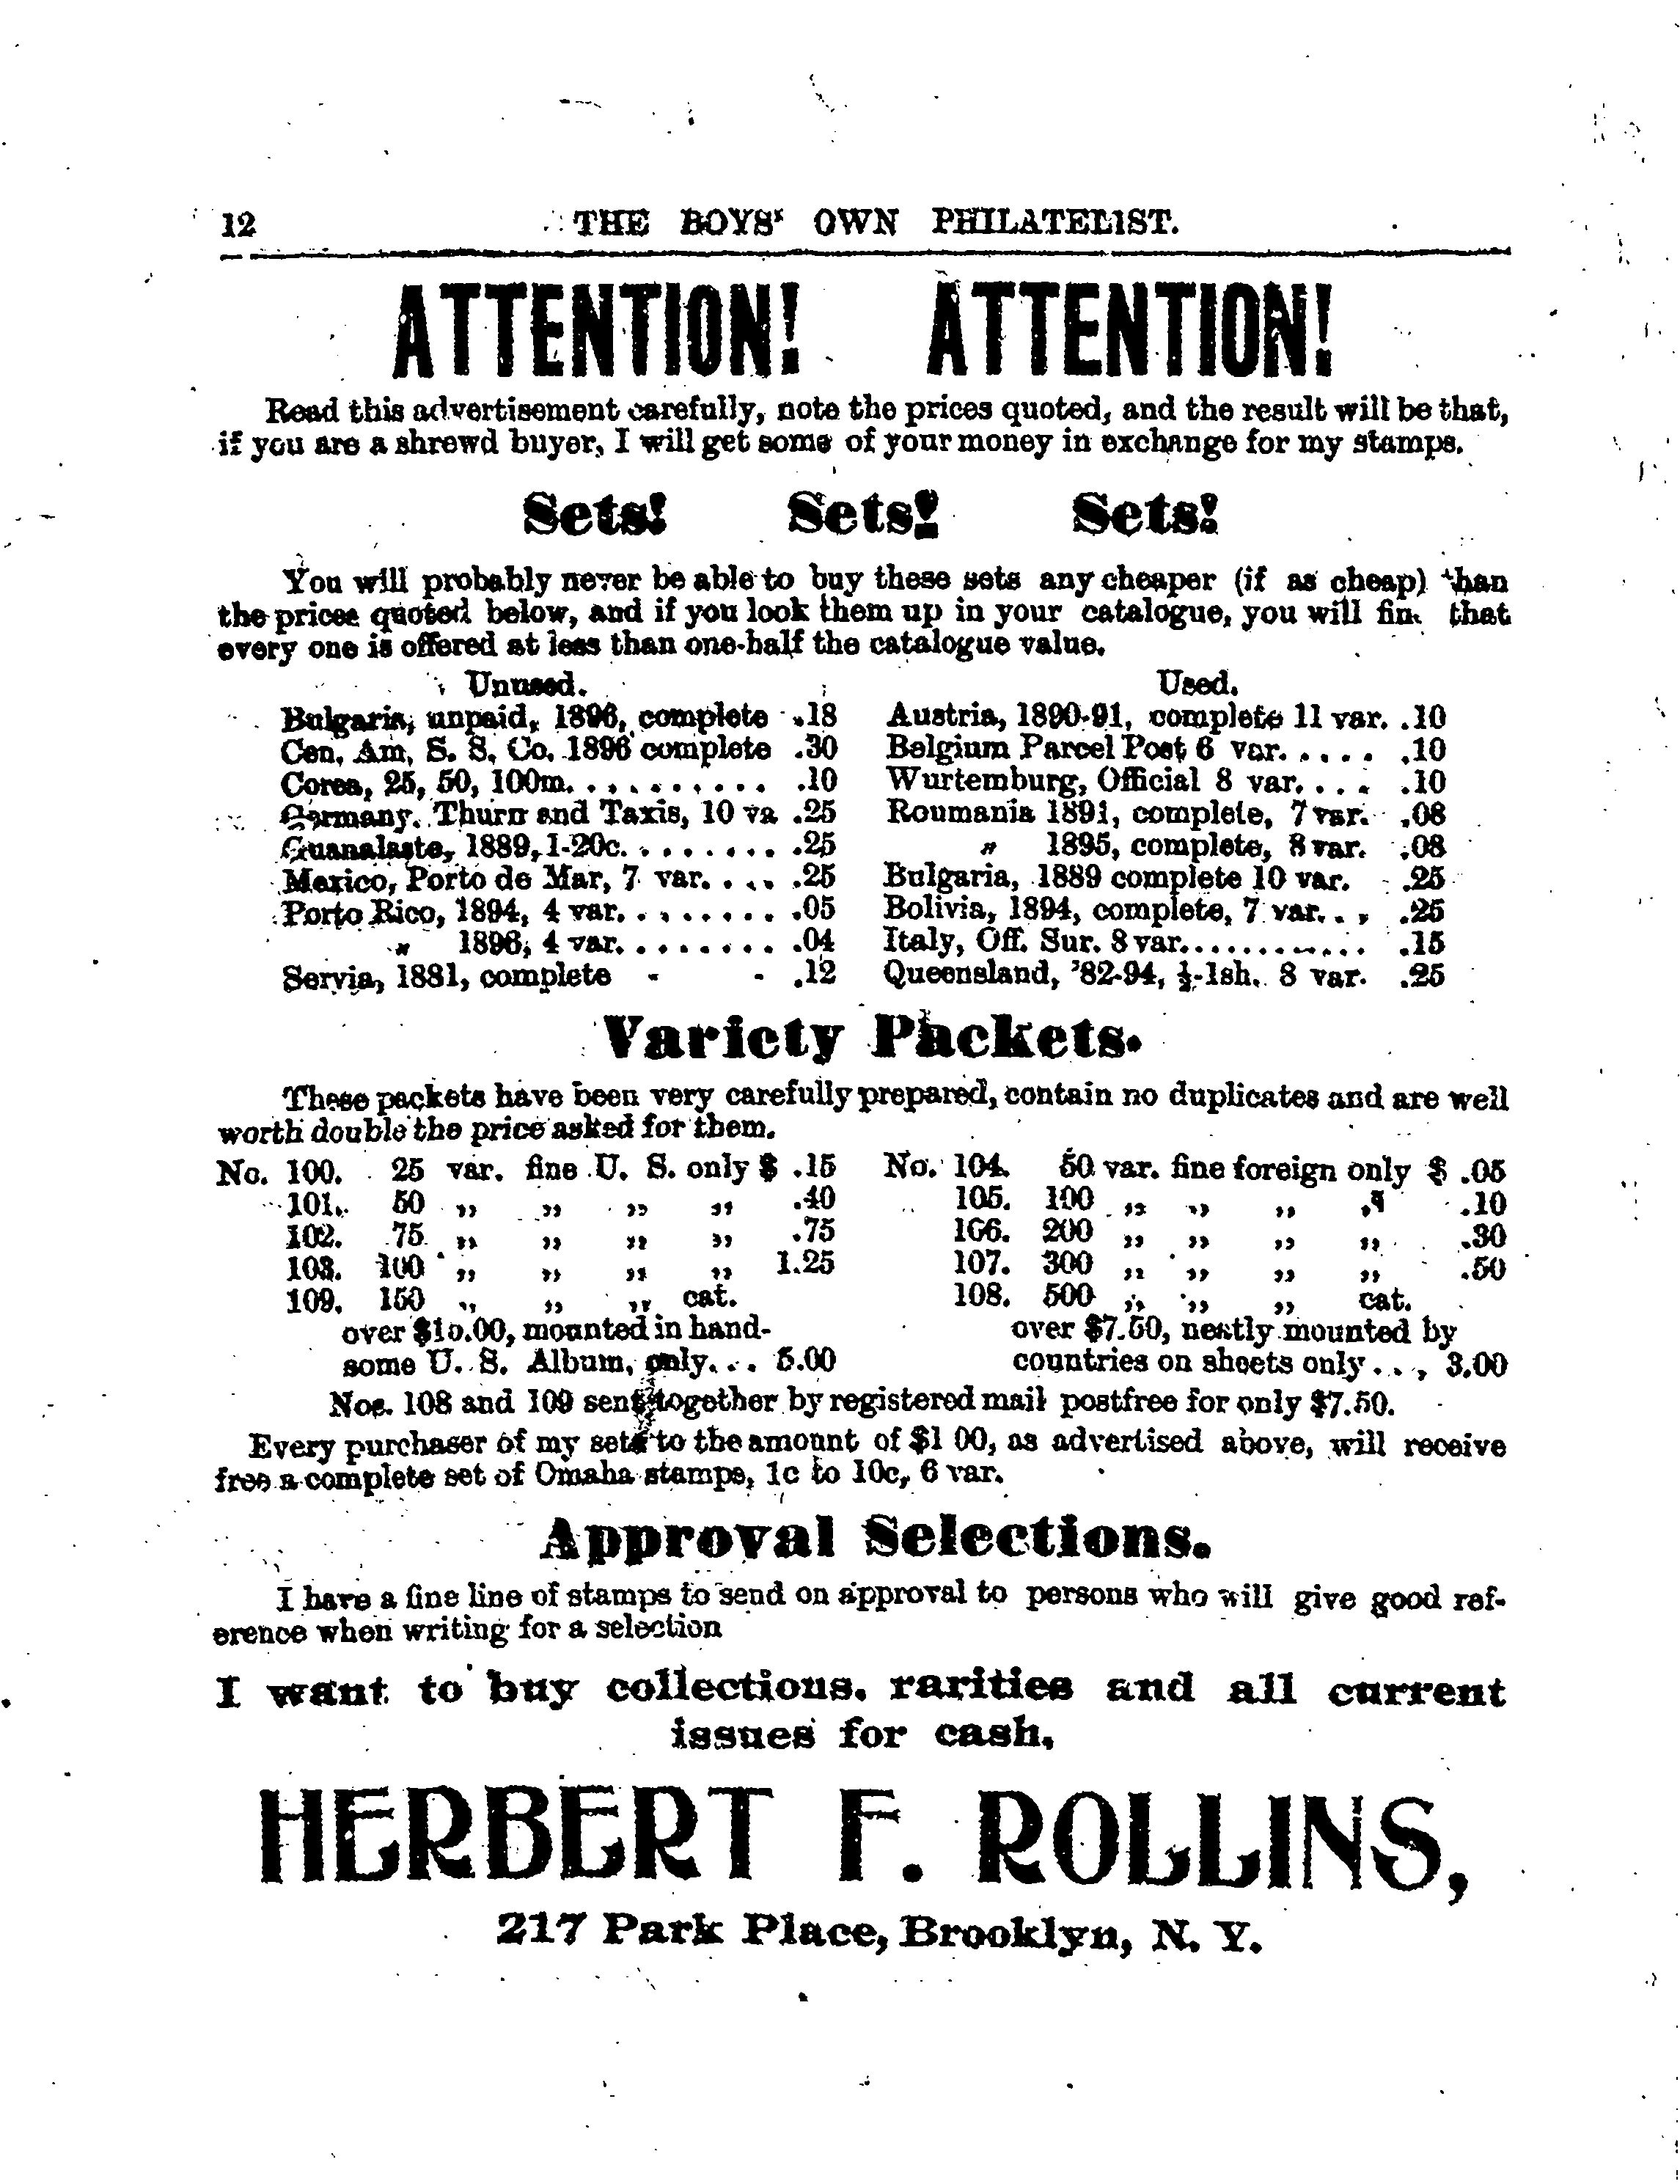 12 THE BOYS' OWN PHILATELIST.
ATTENTION! ATTENTION!
Read this advertisement carefully, note the prices quoted, and the result will be that,
if you are a shrewd buyer, I will get some of your money in exchange for my stamps.
Sets! Sets! Sets!
You will probably never be able to buy these sets any cheaper (if as cheap) than
the prices quoted below, and if you look them up in your catalogue, you will that
every one is offered at less than one-half the catalogue value.
Unused.
Bulgaria, unpaid, 1896, complete .18
Cen. Am. S. S. Co. 1896 complete .30
Corea, 25, 50, 100m. . . . . . . . . . .10
Germany. Thurn and Taxis, 10 va .25
Guanalaste, 1889, 1-20c. . . . . . . . .25
Mexico, Porto de Mar, 7 var. . . . .25
Porto Rico, 1894, 4 var. . . . . . . . .05
" 1896, 4 var. . . . . . . . .04
Servia, 1881, complete - - .12
Used.
Austria, 1890-91, complete 11 var. .10
Belgium Parcel Post 6 var. . . . . .10
Wurtemburg, Official 8 var. . . . .10
Roumania 1891, complete, 7 var. .08
" 1895, complete, 8 var. .08
Bulgaria, 1889 complete 10 var. .25
Bolivia, 1894, complete, 7 var. . , .25
Italy, Off. Sur. 8 var. . . . . . . . . . . .15
Queensland, '82-94, ½-1sh. 8 var. .25
Variety Packets.
These packets have been very carefully prepared, contain no duplicates and are well
worth double the price asked for them.
No. 100. 25 var. fine U. S. only $ .15
101. 50 ,, ,, ,, ,, .40
102. 75 ,, ,, ,, ,, .75
103. 100 ,, ,, ,, ,, 1.25
109. 150 ,, ,, ,, cat.
over mounted in hand-
some U. S. Album, only. . . 5.00
No. 104. 50 var. fine foreign only $ .05
105. 100 ,, ,, ,, ,, .10
106. 200 ,, ,, ,, ,, .30
107. 300 ,, ,, ,, ,, .50
108. 500 ,, ,, ,, cat.
over $7.50, neatly mounted by
countries on sheets only . . , 3.00
Nos. 108 and 109 sent together by registered mail postfree for only $7.50.
Every purchaser of my sets to the amount of $1 00, as advertised above, will receive
free a complete set of Omaha stamps, 1c to 10c, 6 var.
Approval Selections.
I have a fine line of stamps to send on approval to persons who will give good ref-
erence when writing for a selection
I want to buy collections. rarities and all current
issues for cash,
HERBERT F. ROLLINS,
217 Park Place, Brooklyn, N. Y.